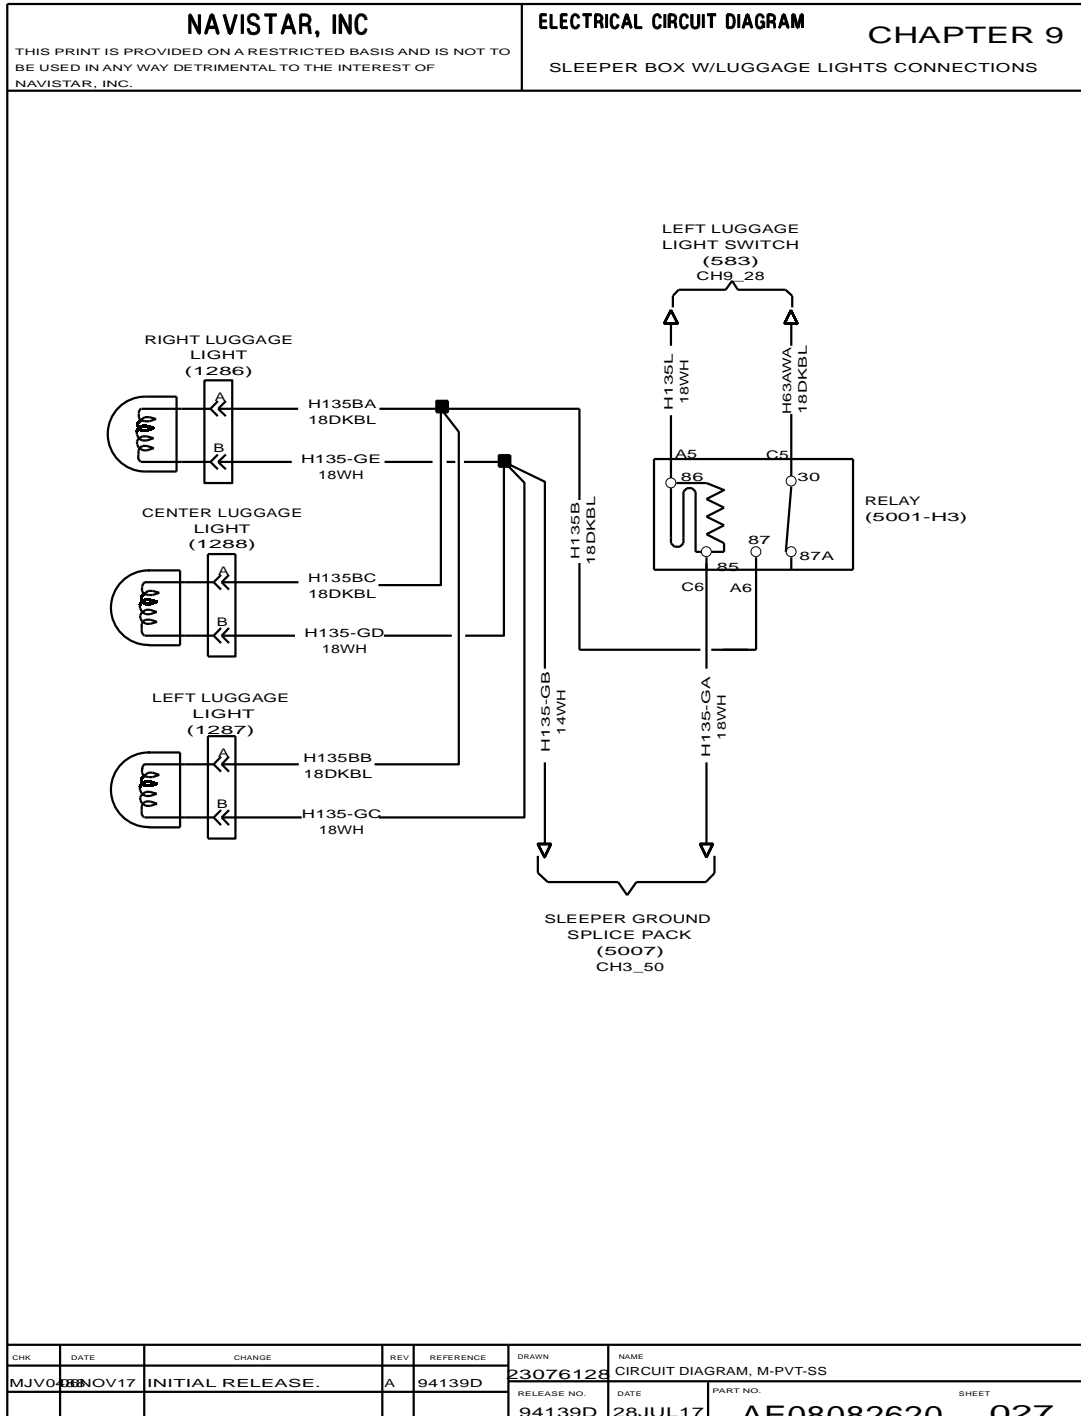 NAVISTAR, INC
THIS PRINT IS PROVIDED ON A RESTRICTED BASIS AND IS NOT TO
BE USED IN ANY WAY DETRIMENTAL TO THE INTEREST OF
NAVISTAR, INC.
ELECTRICAL CIRCUIT DIAGRAM
CHAPTER 9
SLEEPER BOX W/LUGGAGE LIGHTS CONNECTIONS
LEFT LUGGAGE
LIGHT SWITCH
(583)
CH9_28
H135L
18WH
H63AWA
18DKBL
A5
C5
86
30
87
87A
85
C6
A6
RELAY
(5001-H3)
RIGHT LUGGAGE
LIGHT
(1286)
A
H135BA
18DKBL
B
H135-GE
18WH
CENTER LUGGAGE
LIGHT
(1288)
A
H135BC
18DKBL
B
H135-GD
18WH
LEFT LUGGAGE
LIGHT
(1287)
A
H135BB
18DKBL
B
H135-GC
18WH
H135B
18DKBL
H135-GB
14WH
H135-GA
18WH
SLEEPER GROUND
SPLICE PACK
(5007)
CH3_50
CHK DATE CHANGE REV REFERENCE
06NOV17 INITIAL RELEASE. A 94139D
DRAWN
23076128
NAME
CIRCUIT DIAGRAM, M-PVT-SS
RELEASE NO.
94139D
DATE
28JUL17
PART NO.
AE08082620
SHEET
027